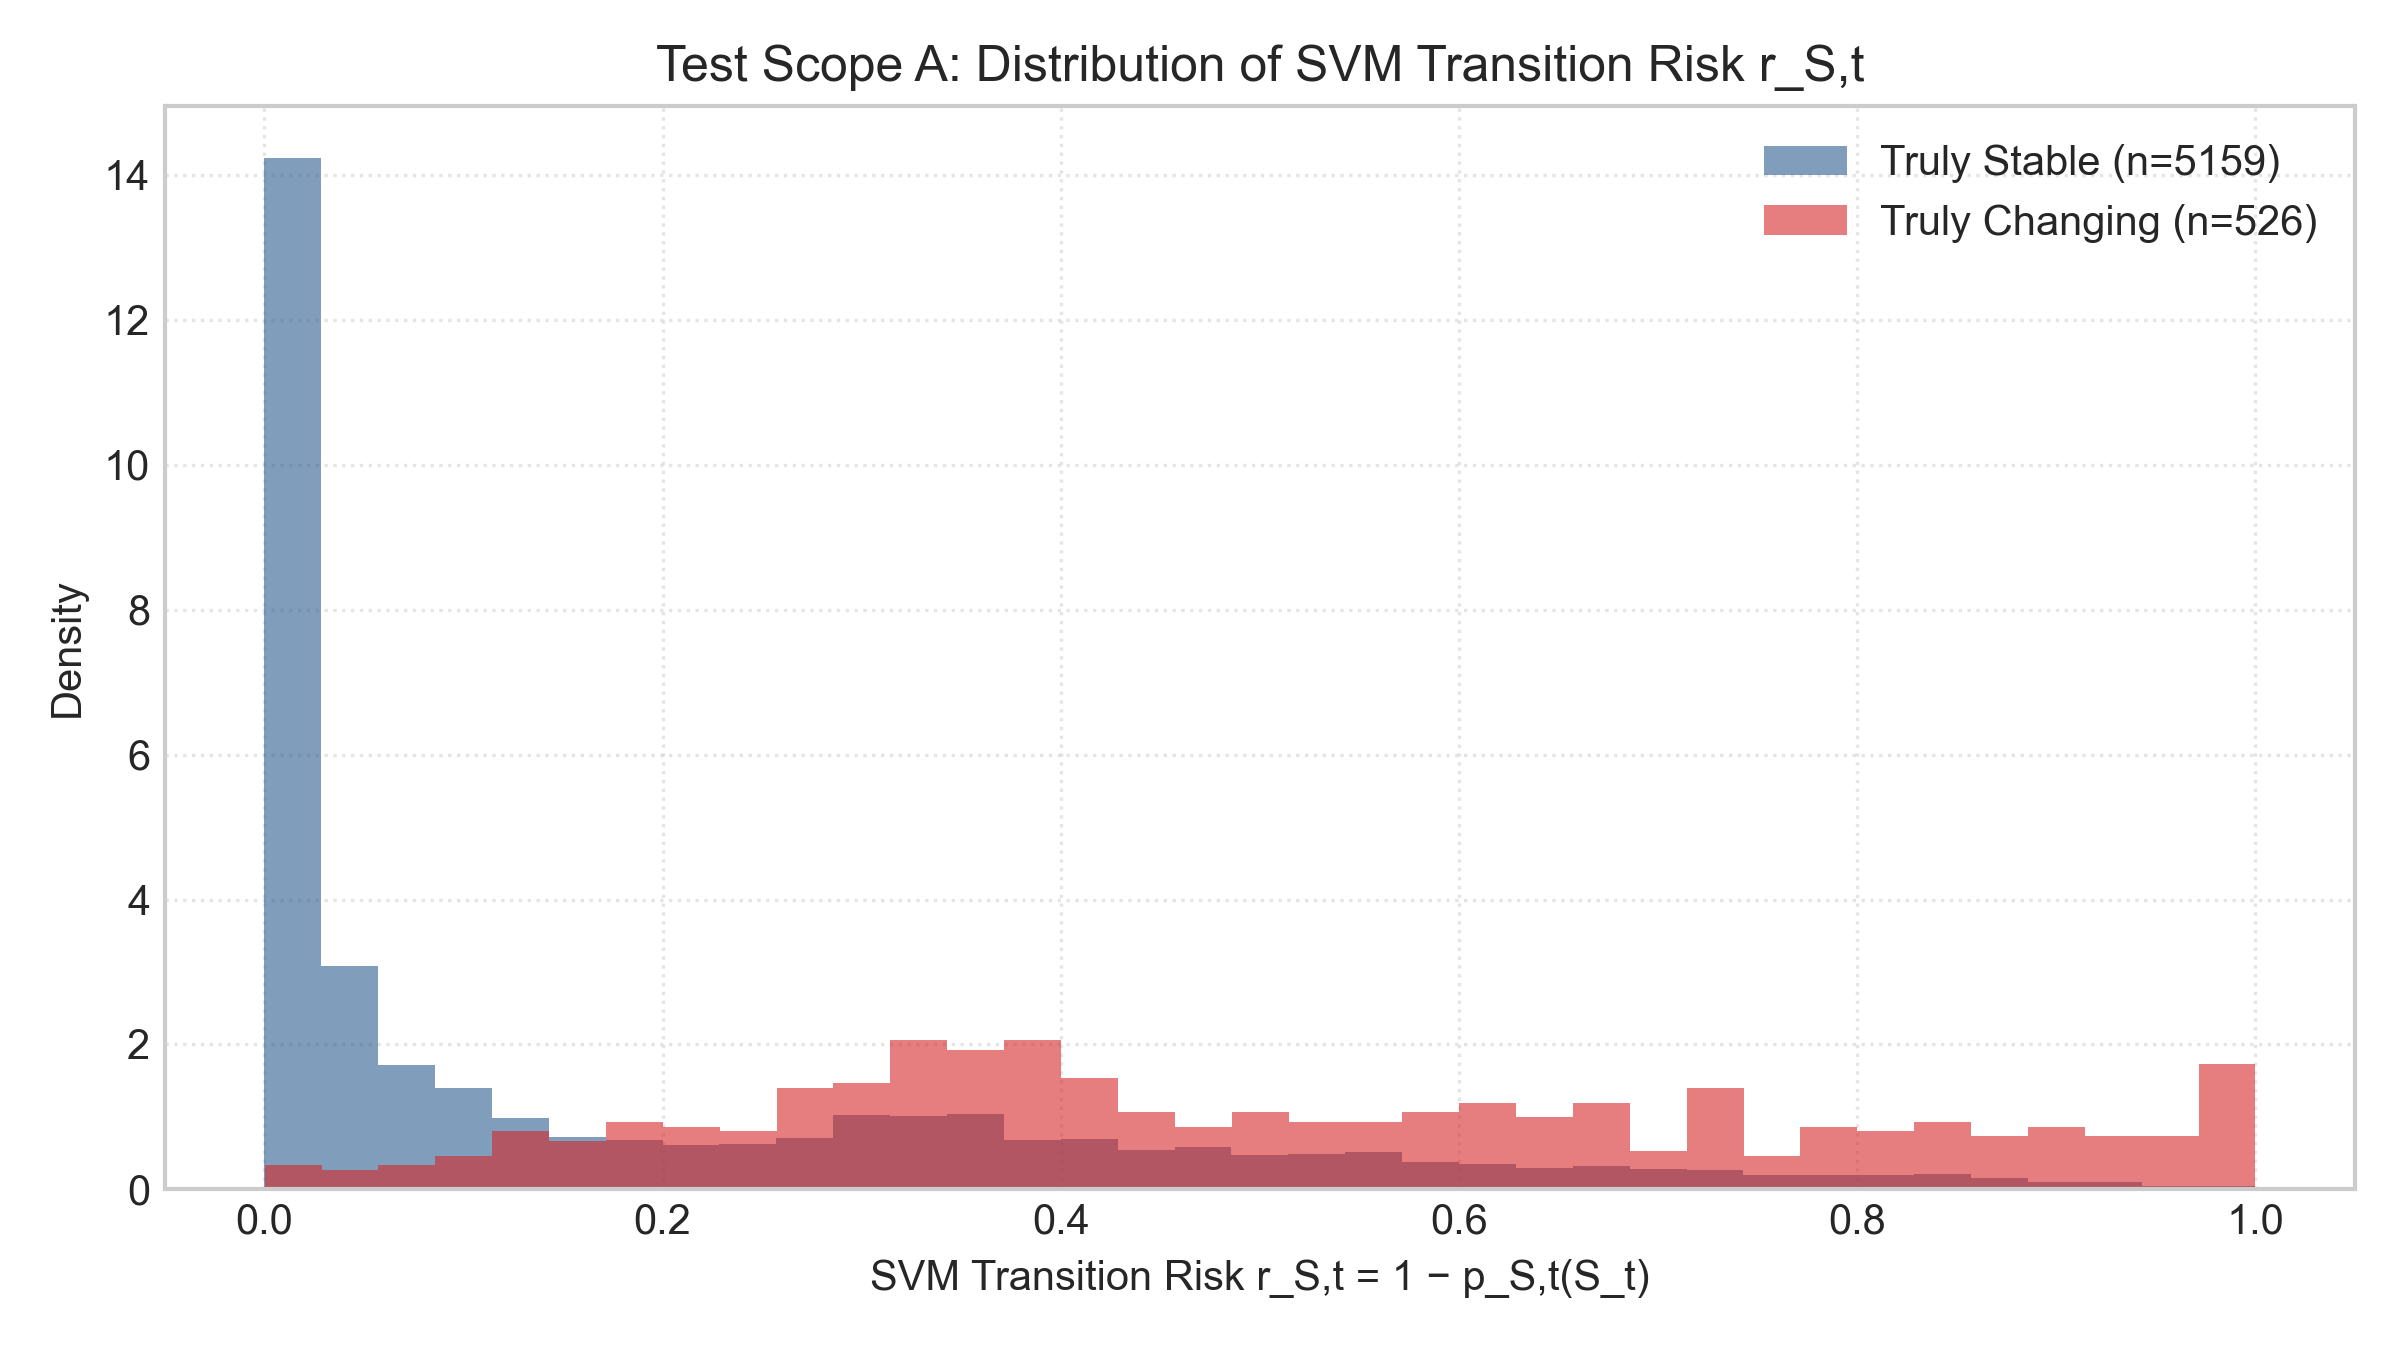 Test Scope A: Distribution of SVM Transition Risk r_S,t
Truly Stable (n=5159)
Truly Changing (n=526)
Density
14
12
10
8
6
4
2
0
0.0 0.2 0.4 0.6 0.8 1.0
SVM Transition Risk r_S,t = 1 − p_S,t(S_t)